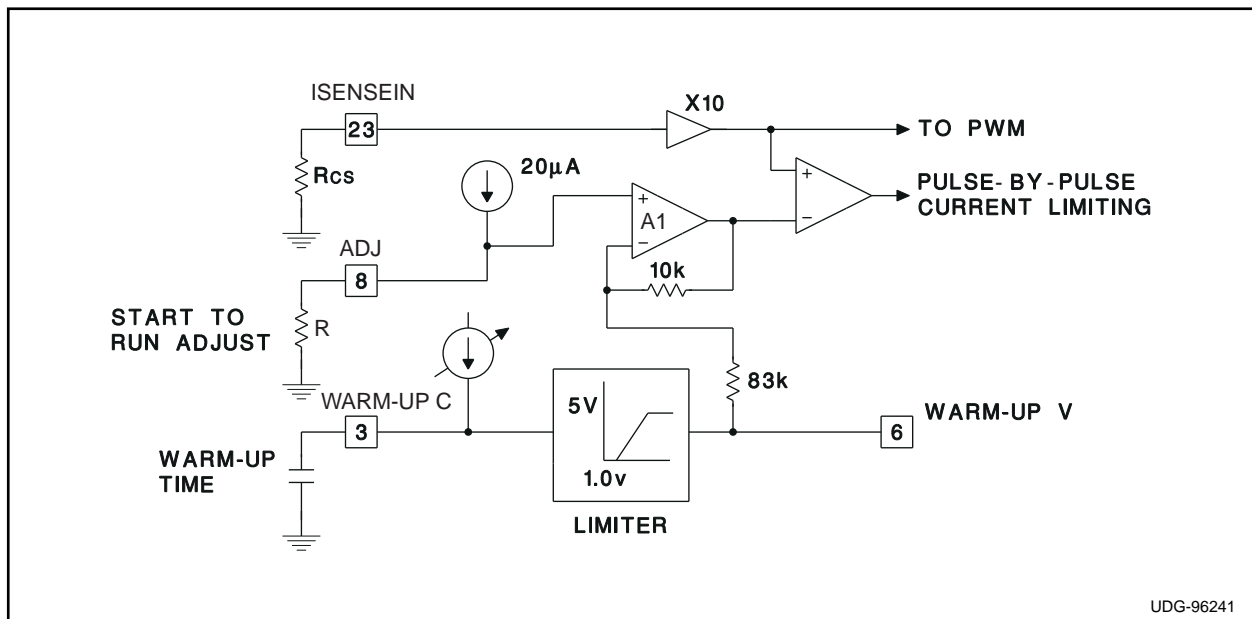 ISENSEIN
23
X10
TO PWM
Rcs
20µA
+
−
PULSE-BY-PULSE
CURRENT LIMITING
+
A1
−
ADJ
8
10k
START TO
RUN ADJUST
R
83k
WARM-UP C
3
5V
1.0v
WARM-UP V
6
WARM-UP
TIME
LIMITER
UDG-96241